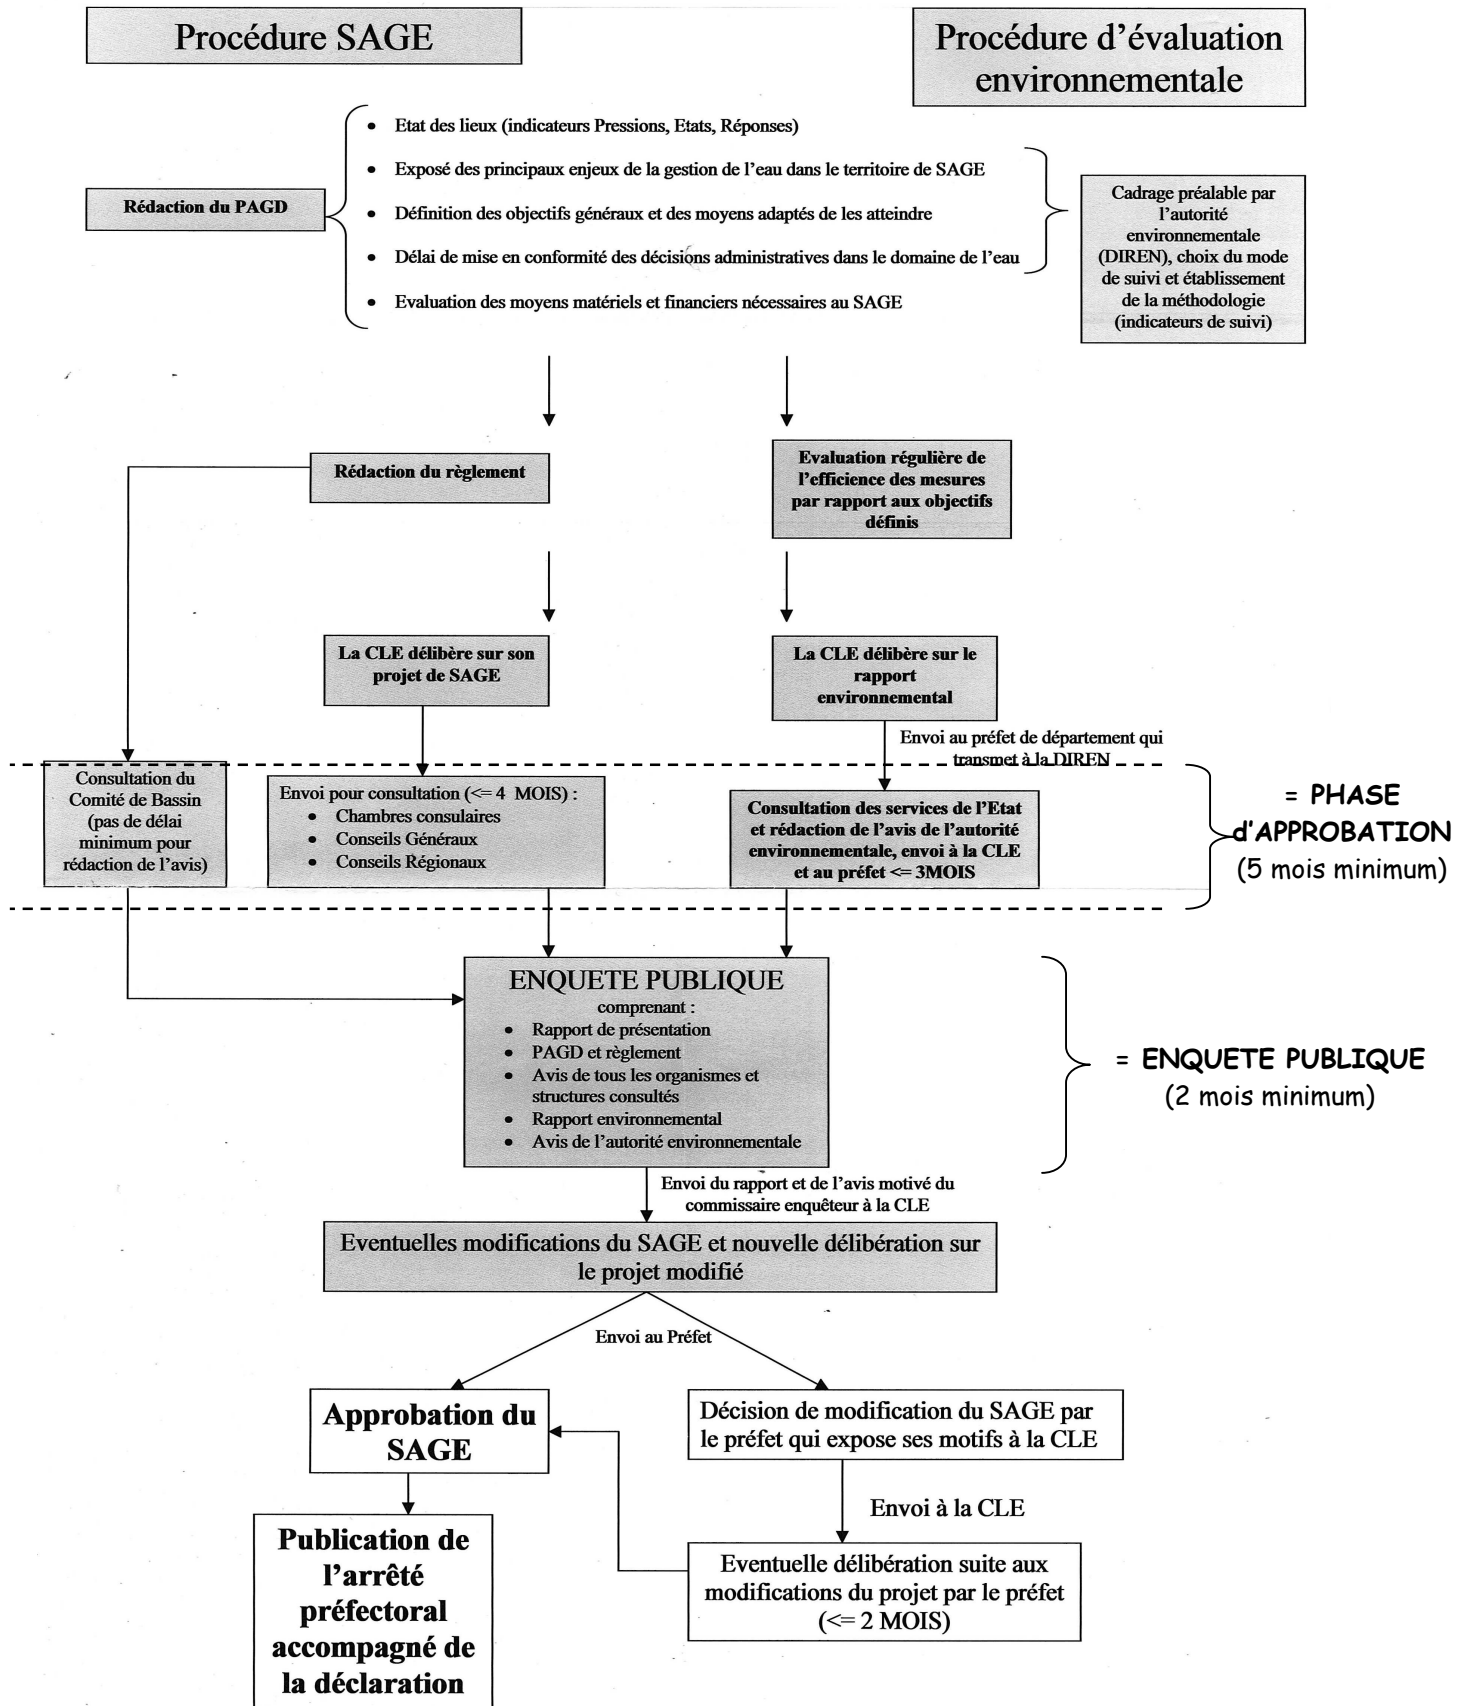 Procédure SAGE
Procédure d'évaluation
environnementale
• Etat des lieux (indicateurs Pressions, Etats, Réponses)
• Exposé des principaux enjeux de la gestion de l'eau dans le territoire de SAGE
Rédaction du PAGD
• Définition des objectifs généraux et des moyens adaptés de les atteindre
• Délai de mise en conformité des décisions administratives dans le domaine de l'eau
• Evaluation des moyens matériels et financiers nécessaires au SAGE
Cadrage préalable par
l'autorité
environnementale
(DIREN), choix du mode
de suivi et établissement
de la méthodologie
(indicateurs de suivi)
Rédaction du règlement
Evaluation régulière de
l'efficience des mesures
par rapport aux objectifs
définis
La CLE délibère sur son
projet de SAGE
La CLE délibère sur le
rapport
environnemental
Envoi au préfet de département qui
transmet à la DIREN
Consultation du
Comité de Bassin
(pas de délai
minimum pour
rédaction de l'avis)
Envoi pour consultation (<= 4 MOIS) :
• Chambres consulaires
• Conseils Généraux
• Conseils Régionaux
Consultation des services de l'Etat
et rédaction de l'avis de l'autorité
environnementale, envoi à la CLE
et au préfet <= 3MOIS
= PHASE
d'APPROBATION
(5 mois minimum)
ENQUETE PUBLIQUE
comprenant :
• Rapport de présentation
• PAGD et règlement
• Avis de tous les organismes et
structures consultés
• Rapport environnemental
• Avis de l'autorité environnementale
= ENQUETE PUBLIQUE
(2 mois minimum)
Envoi du rapport et de l'avis motivé du
commissaire enquêteur à la CLE
Eventuelles modifications du SAGE et nouvelle délibération sur
le projet modifié
Envoi au Préfet
Approbation du
SAGE
Décision de modification du SAGE par
le préfet qui expose ses motifs à la CLE
Envoi à la CLE
Publication de
l'arrêté
préfectoral
accompagné de
la déclaration
Eventuelle délibération suite aux
modifications du projet par le préfet
(<= 2 MOIS)